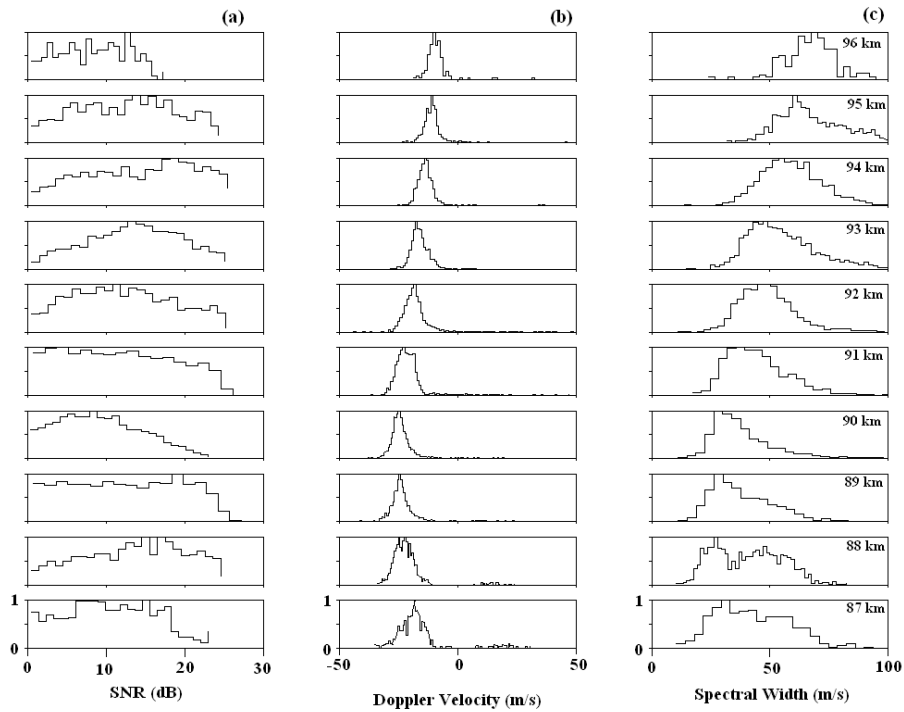 (a) (b) (c)
96 km
95 km
94 km
93 km
92 km
91 km
90 km
89 km
88 km
87 km
1 1
0 0
0 10 20 30 -50 0 50 0 50 100
SNR (dB) Doppler Velocity (m/s) Spectral Width (m/s)